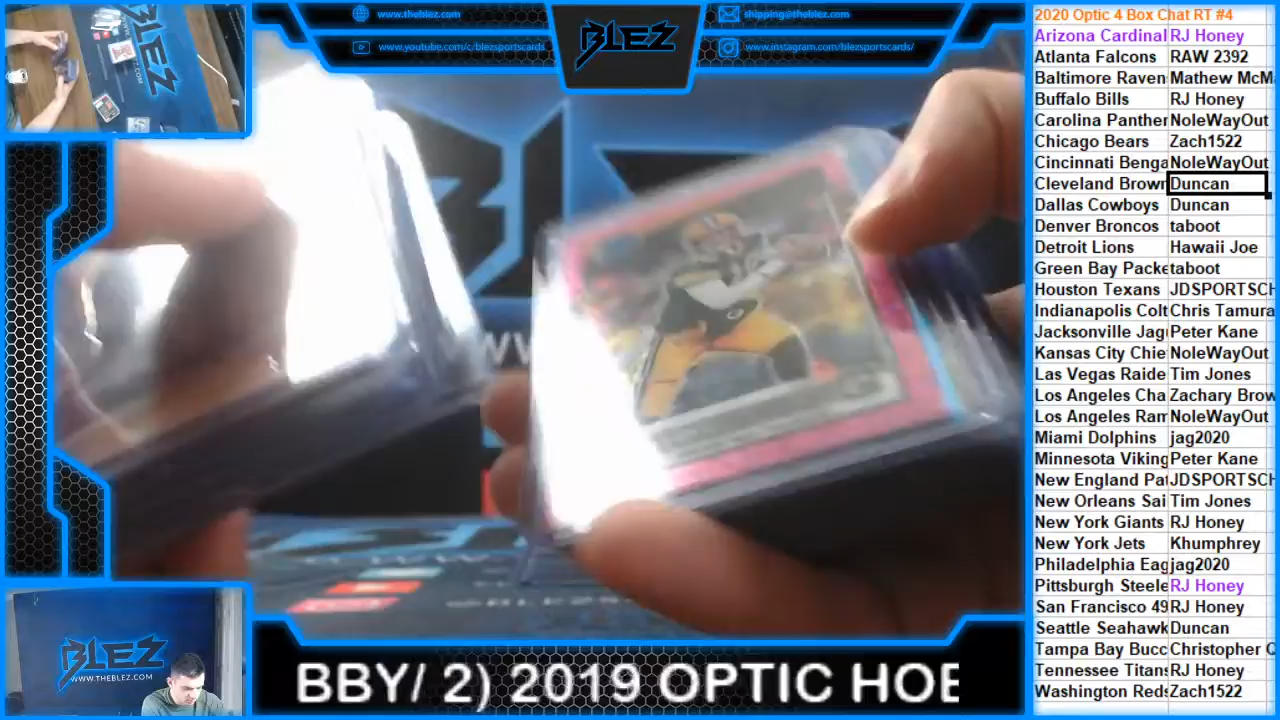 www.theblez.com
shipping@theblez.com
www.youtube.com/c/blezsportscards
www.instagram.com/blezsportscards/
BLEZ
BLEZ
.COM
BLEZ
WWW.THEBLEZ.COM
BBY/ 2) 2019 OPTIC HOB
2020 Optic 4 Box Chat RT #4
Arizona Cardinal RJ Honey
Atlanta Falcons RAW 2392
Baltimore Raven Mathew McMa
Buffalo Bills RJ Honey
Carolina Panther NoleWayOut
Chicago Bears Zach1522
Cincinnati Benga NoleWayOut
Cleveland Brown Duncan
Dallas Cowboys Duncan
Denver Broncos taboot
Detroit Lions Hawaii Joe
Green Bay Packe taboot
Houston Texans JDSPORTSCH
Indianapolis Colt Chris Tamura
Jacksonville Jag Peter Kane
Kansas City Chie NoleWayOut
Las Vegas Raide Tim Jones
Los Angeles Cha Zachary Brow
Los Angeles Ram NoleWayOut
Miami Dolphins jag2020
Minnesota Viking Peter Kane
New England Pat JDSPORTSCH
New Orleans Sai Tim Jones
New York Giants RJ Honey
New York Jets Khumphrey
Philadelphia Eag jag2020
Pittsburgh Steele RJ Honey
San Francisco 49 RJ Honey
Seattle Seahawk Duncan
Tampa Bay Bucc Christopher Q
Tennessee Titans RJ Honey
Washington Reds Zach1522